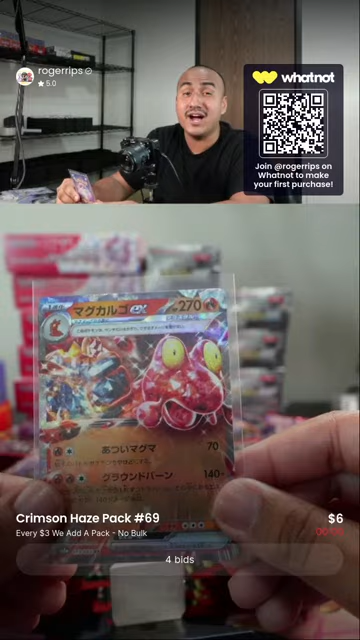 rogerrips
5.0
whatnot
Join @rogerrips on
Whatnot to make
your first purchase!
マグカルゴex 270
あついマグマ 70
グラウンドバーン 140+
Crimson Haze Pack #69
$6
Every $3 We Add A Pack - No Bulk
4 bids